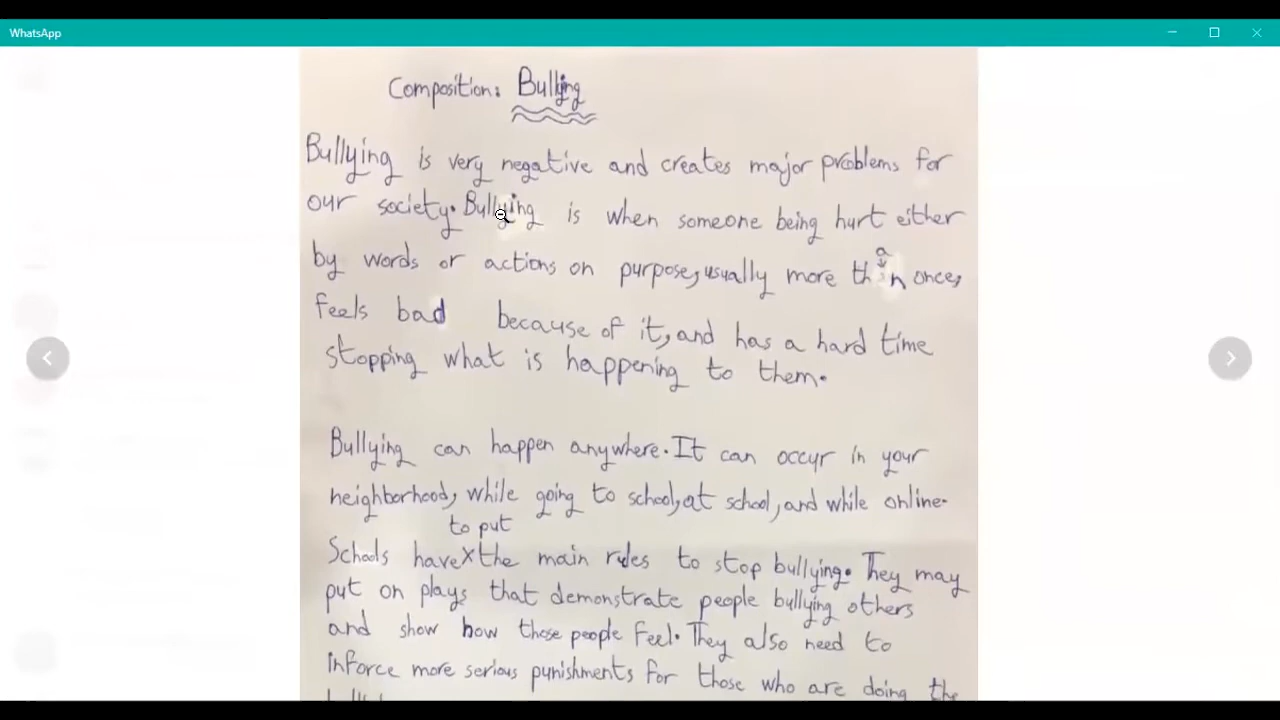 WhatsApp
Composition: Bullying
Bullying is very negative and creates major problems for
our society. Bullying is when someone being hurt either
by words or actions on purpose, usually more than once,
feels bad because of it, and has a hard time
stopping what is happening to them.
Bullying can happen anywhere. It can occur in your
neighborhood, while going to school, at school, and while online.
to put
Schools have x the main rules to stop bullying. They may
put on plays that demonstrate people bullying others
and show how those people feel. They also need to
inforce more serious punishments for those who are doing the